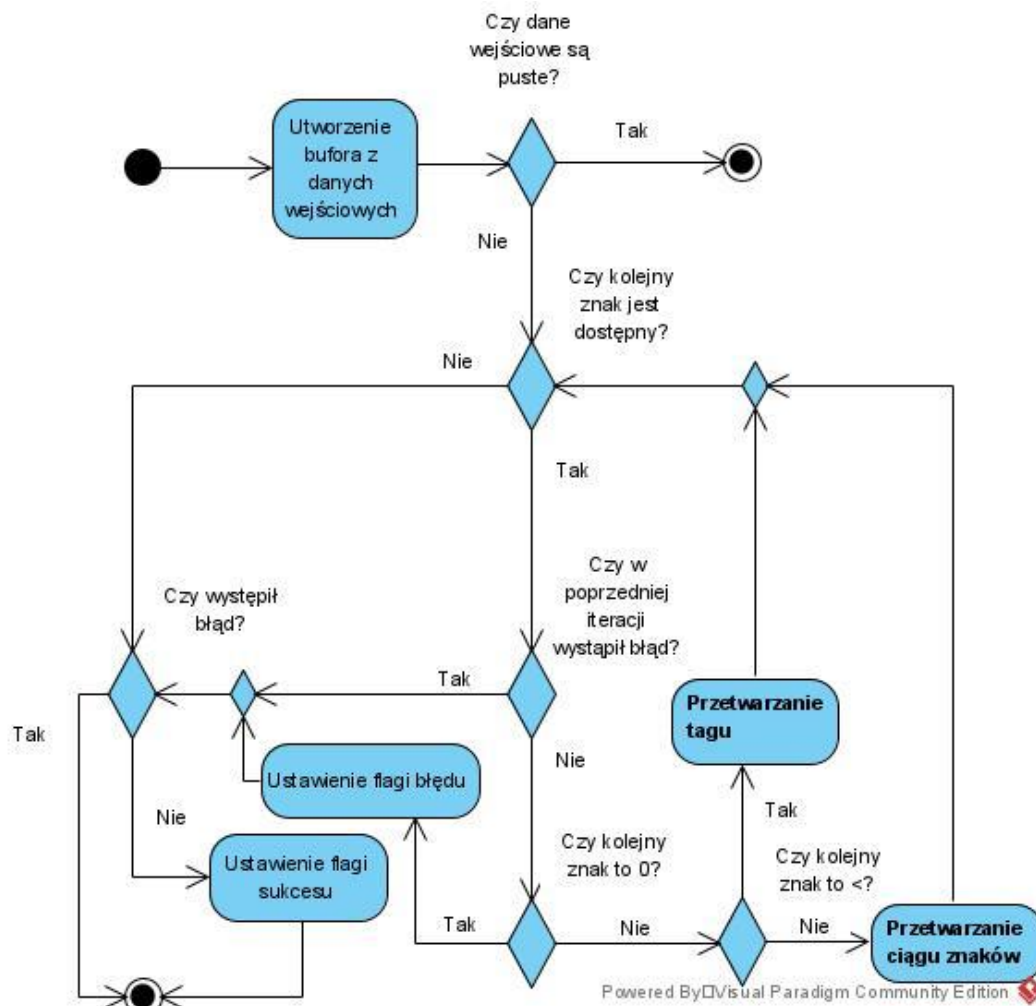 Czy dane
wejściowe są
puste?
Utworzenie
bufora z
danych
wejściowych
Tak
Nie
Czy kolejny
znak jest
dostępny?
Nie
Tak
Czy w
poprzedniej
iteracji
wystąpił błąd?
Czy występił
błąd?
Tak
Tak
Przetwarzanie
tagu
Nie
Ustawienie flagi błędu
Tak
Nie
Czy kolejny
znak to 0?
Czy kolejny
znak to <?
Ustawienie flagi
sukcesu
Tak
Nie
Nie
Przetwarzanie
ciągu znaków
Powered By Visual Paradigm Community Edition